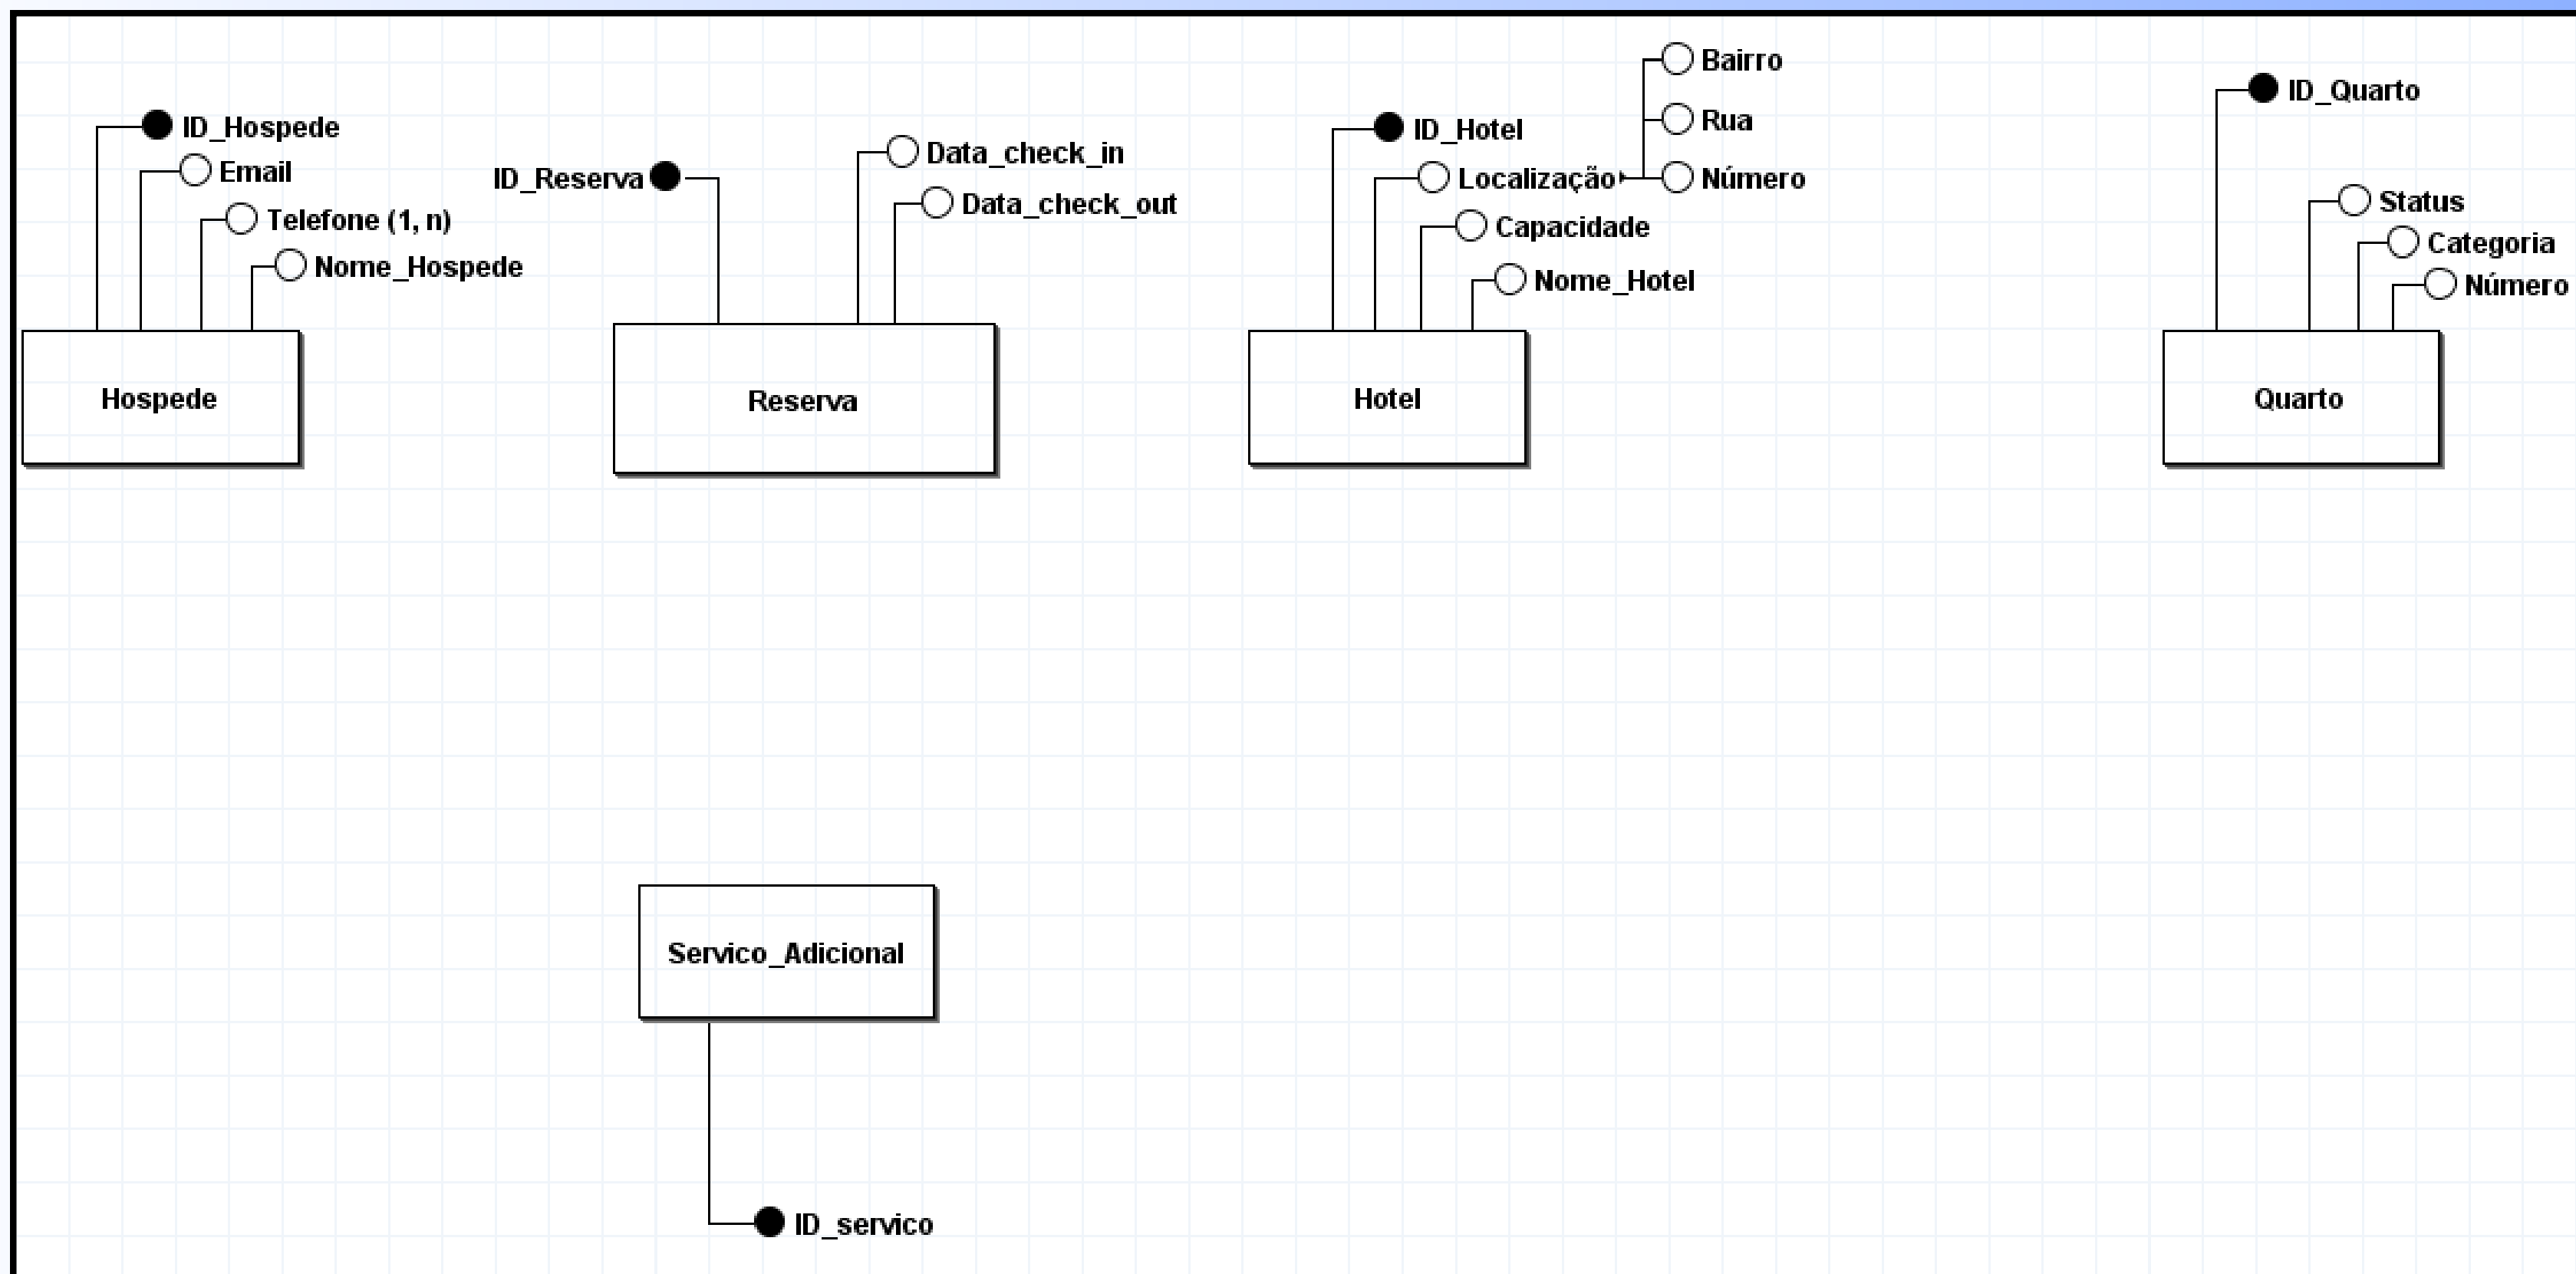 ID_Hospede
Email
Telefone (1, n)
Nome_Hospede
Hospede
ID_Reserva
Data_check_in
Data_check_out
Reserva
Bairro
Rua
Número
ID_Hotel
Localização
Capacidade
Nome_Hotel
Hotel
ID_Quarto
Status
Categoria
Número
Quarto
Servico_Adicional
ID_servico